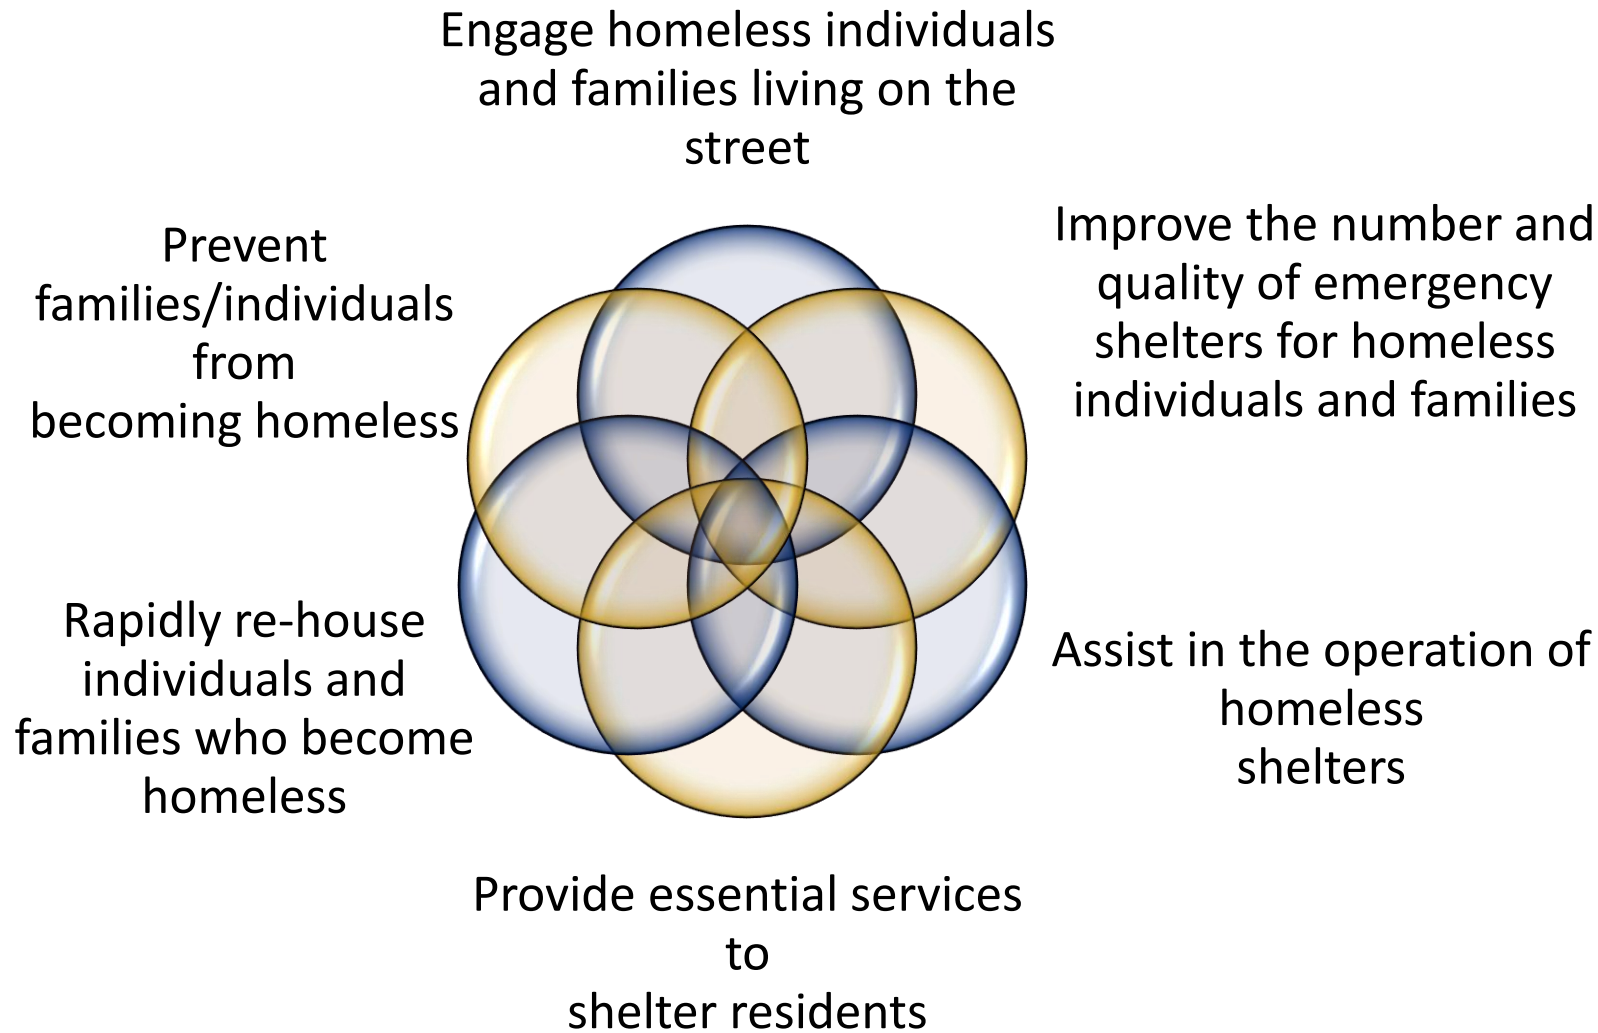 Engage homeless individuals
and families living on the
street
Improve the number and
quality of emergency
shelters for homeless
individuals and families
Assist in the operation of
homeless
shelters
Provide essential services
to
shelter residents
Rapidly re-house
individuals and
families who become
homeless
Prevent
families/individuals
from
becoming homeless